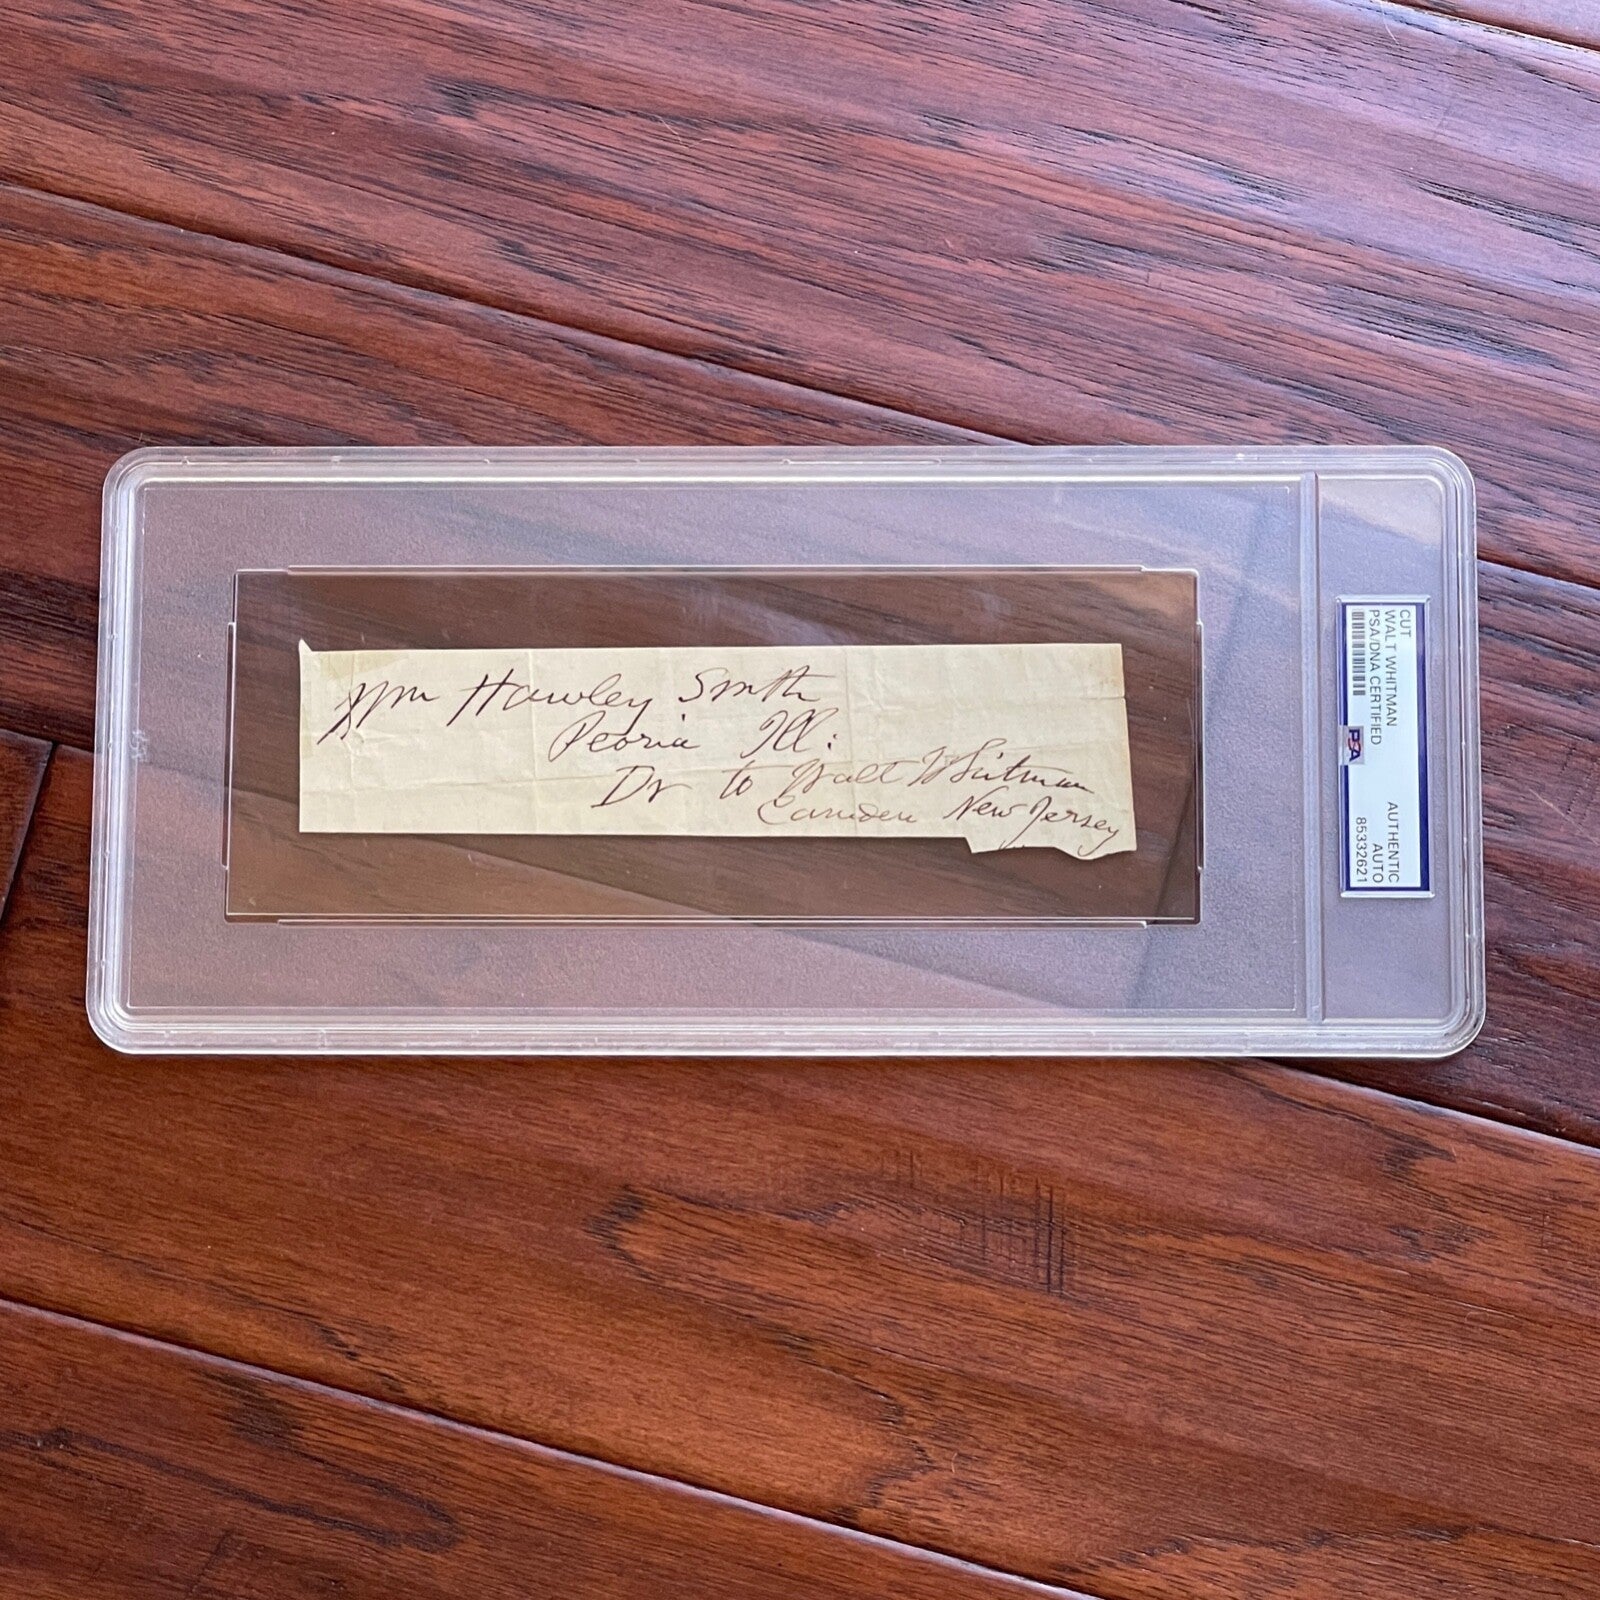 Wm Hawley Smith
Peoria Ill:
Dr to Walt Whitman
Camden New Jersey
CUT
WALT WHITMAN
PSA/DNA CERTIFIED
PSA
AUTHENTIC
AUTO
85332621